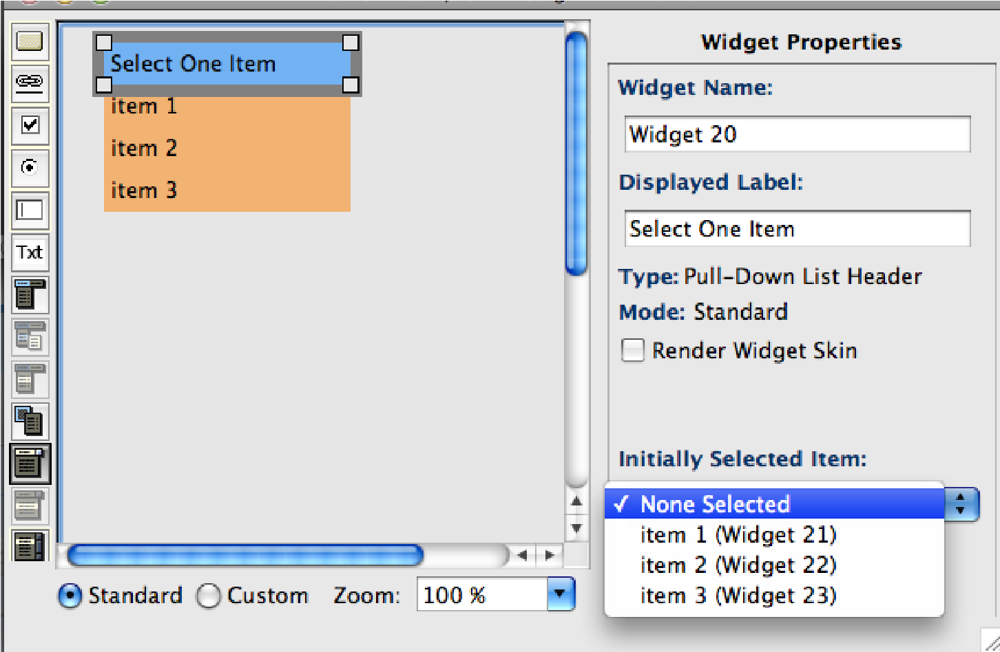 Select One Item
item 1
item 2
item 3
Txt
Standard
Custom
Zoom:
100 %
Widget Properties
Widget Name:
Widget 20
Displayed Label:
Select One Item
Type: Pull-Down List Header
Mode: Standard
Render Widget Skin
Initially Selected Item:
✓ None Selected
item 1 (Widget 21)
item 2 (Widget 22)
item 3 (Widget 23)